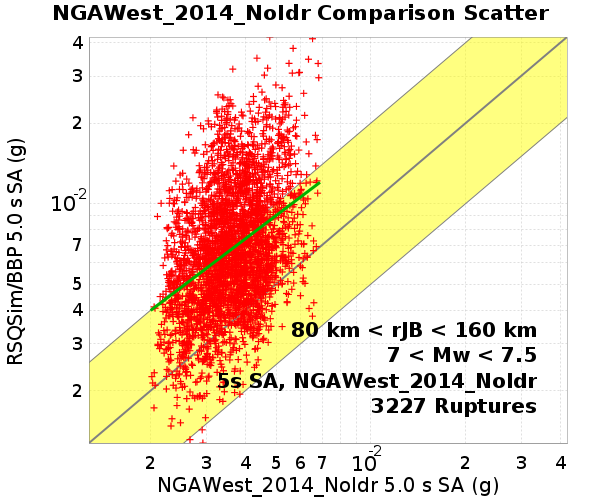 NGAWest_2014_NoIdr Comparison Scatter
RSQSim/BBP 5.0 s SA (g)
4
3
2
10-2
7
5
4
3
2
80 km < rJB < 160 km
7 < Mw < 7.5
5s SA, NGAWest_2014_NoIdr
3227 Ruptures
2 3 4 5 6 7 10-2 2 3 4
NGAWest_2014_NoIdr 5.0 s SA (g)